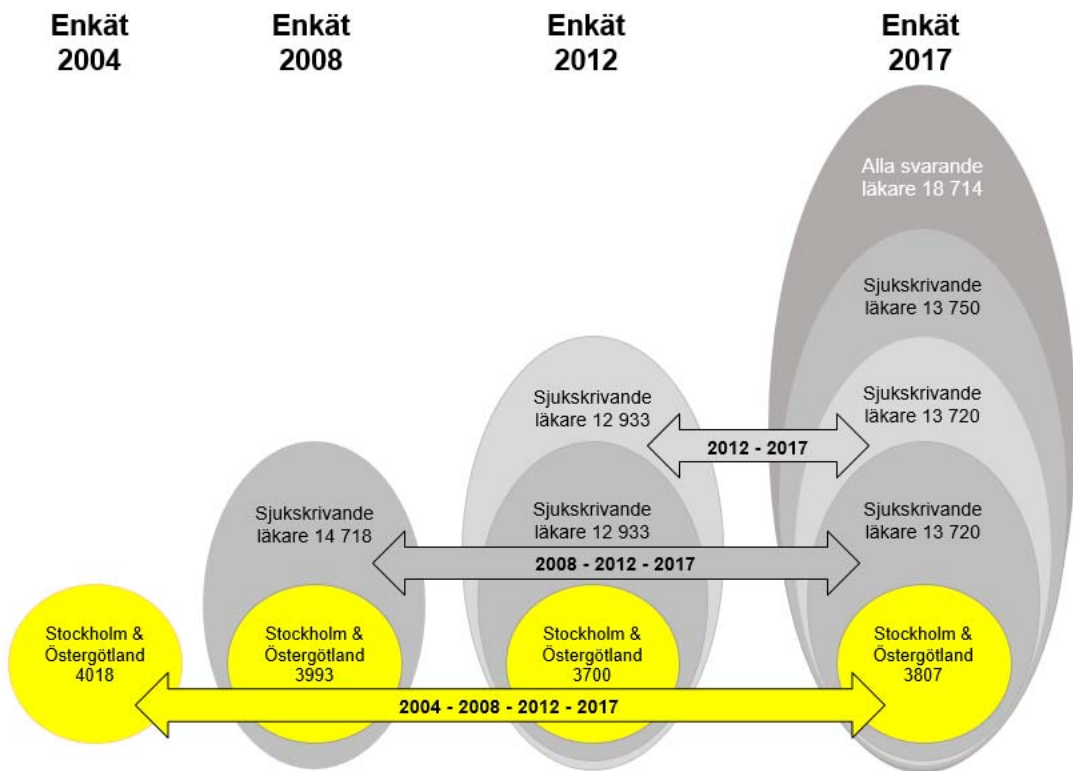 Enkät
2004
Enkät
2008
Enkät
2012
Enkät
2017
Alla svarande
läkare 18 714
Sjukskrivande
läkare 13 750
Sjukskrivande
läkare 12 933
Sjukskrivande
läkare 13 720
2012 - 2017
Sjukskrivande
läkare 14 718
Sjukskrivande
läkare 12 933
Sjukskrivande
läkare 13 720
2008 - 2012 - 2017
Stockholm &
Östergötland
4018
Stockholm &
Östergötland
3993
Stockholm &
Östergötland
3700
Stockholm &
Östergötland
3807
2004 - 2008 - 2012 - 2017